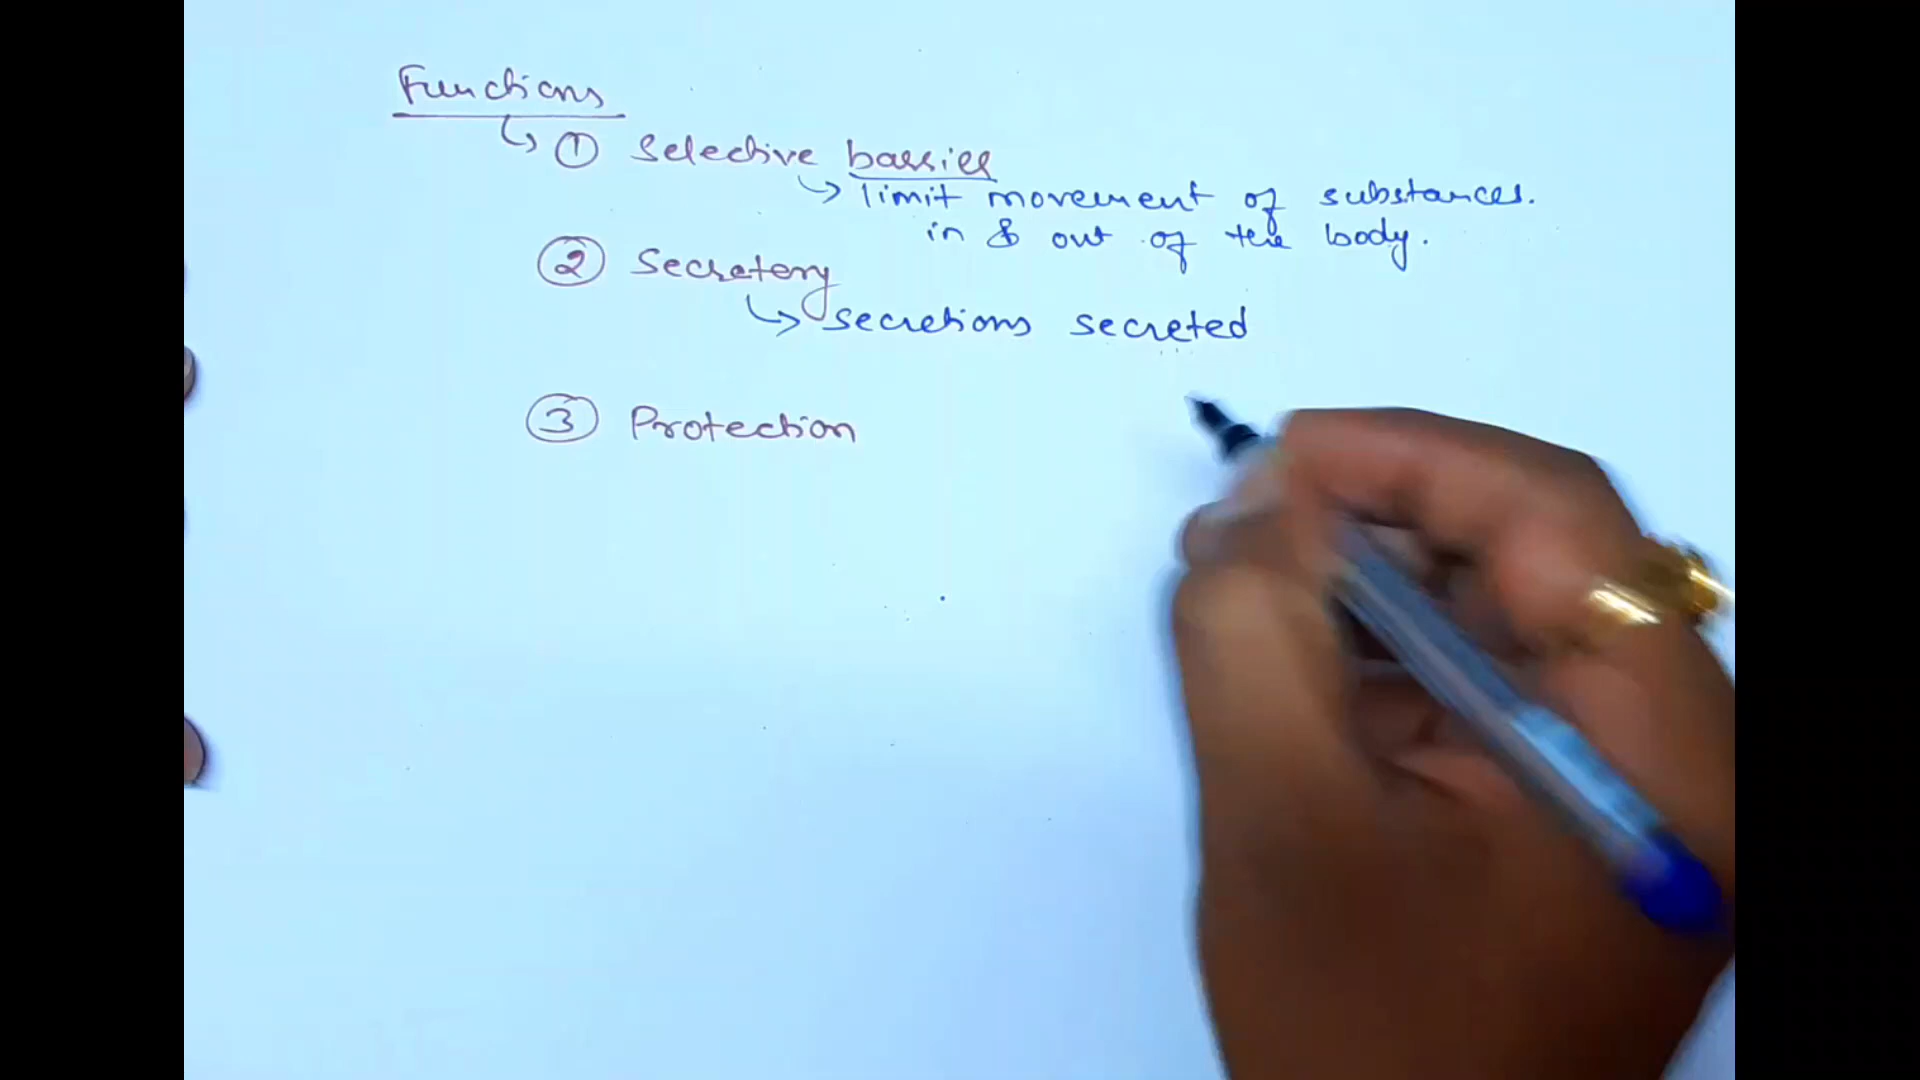 Functions
↳ ① Selective barrier
↳ limit movement of substances.
in & out of the body.
② Secretory
↳ secretions secreted
③ Protection